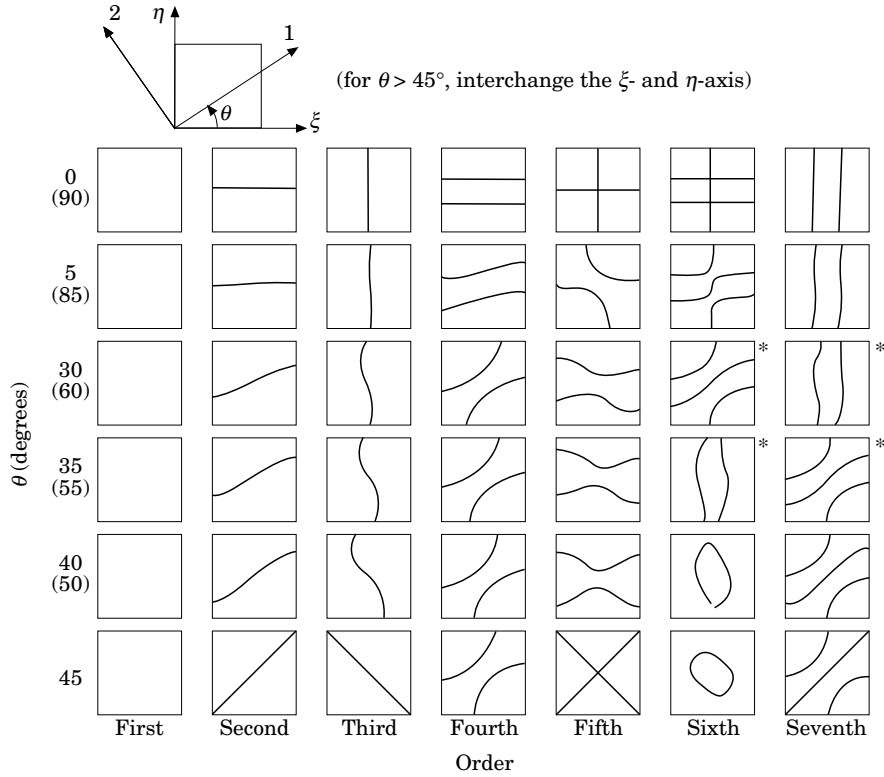 2
η
1
θ
ξ
(for θ > 45°, interchange the ξ- and η-axis)
0
(90)
5
(85)
30
(60)
*
*
35
(55)
*
*
40
(50)
45
θ (degrees)
First Second Third Fourth Fifth Sixth Seventh
Order